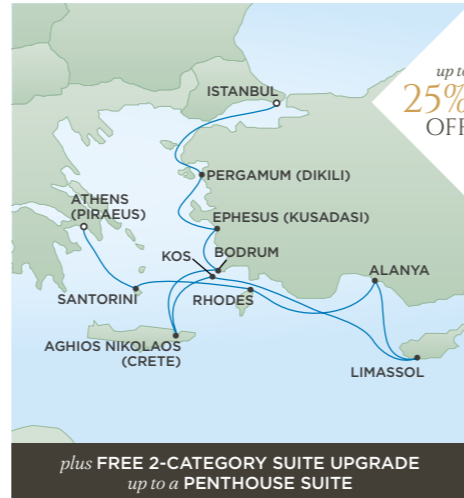 ISTANBUL
up to
25%
OFF
PERGAMUM (DIKILI)
ATHENS
(PIRAEUS)
EPHESUS (KUSADASI)
KOS
BODRUM
ALANYA
SANTORINI
RHODES
AGHIOS NIKOLAOS
(CRETE)
LIMASSOL
plus FREE 2-CATEGORY SUITE UPGRADE
up to a PENTHOUSE SUITE